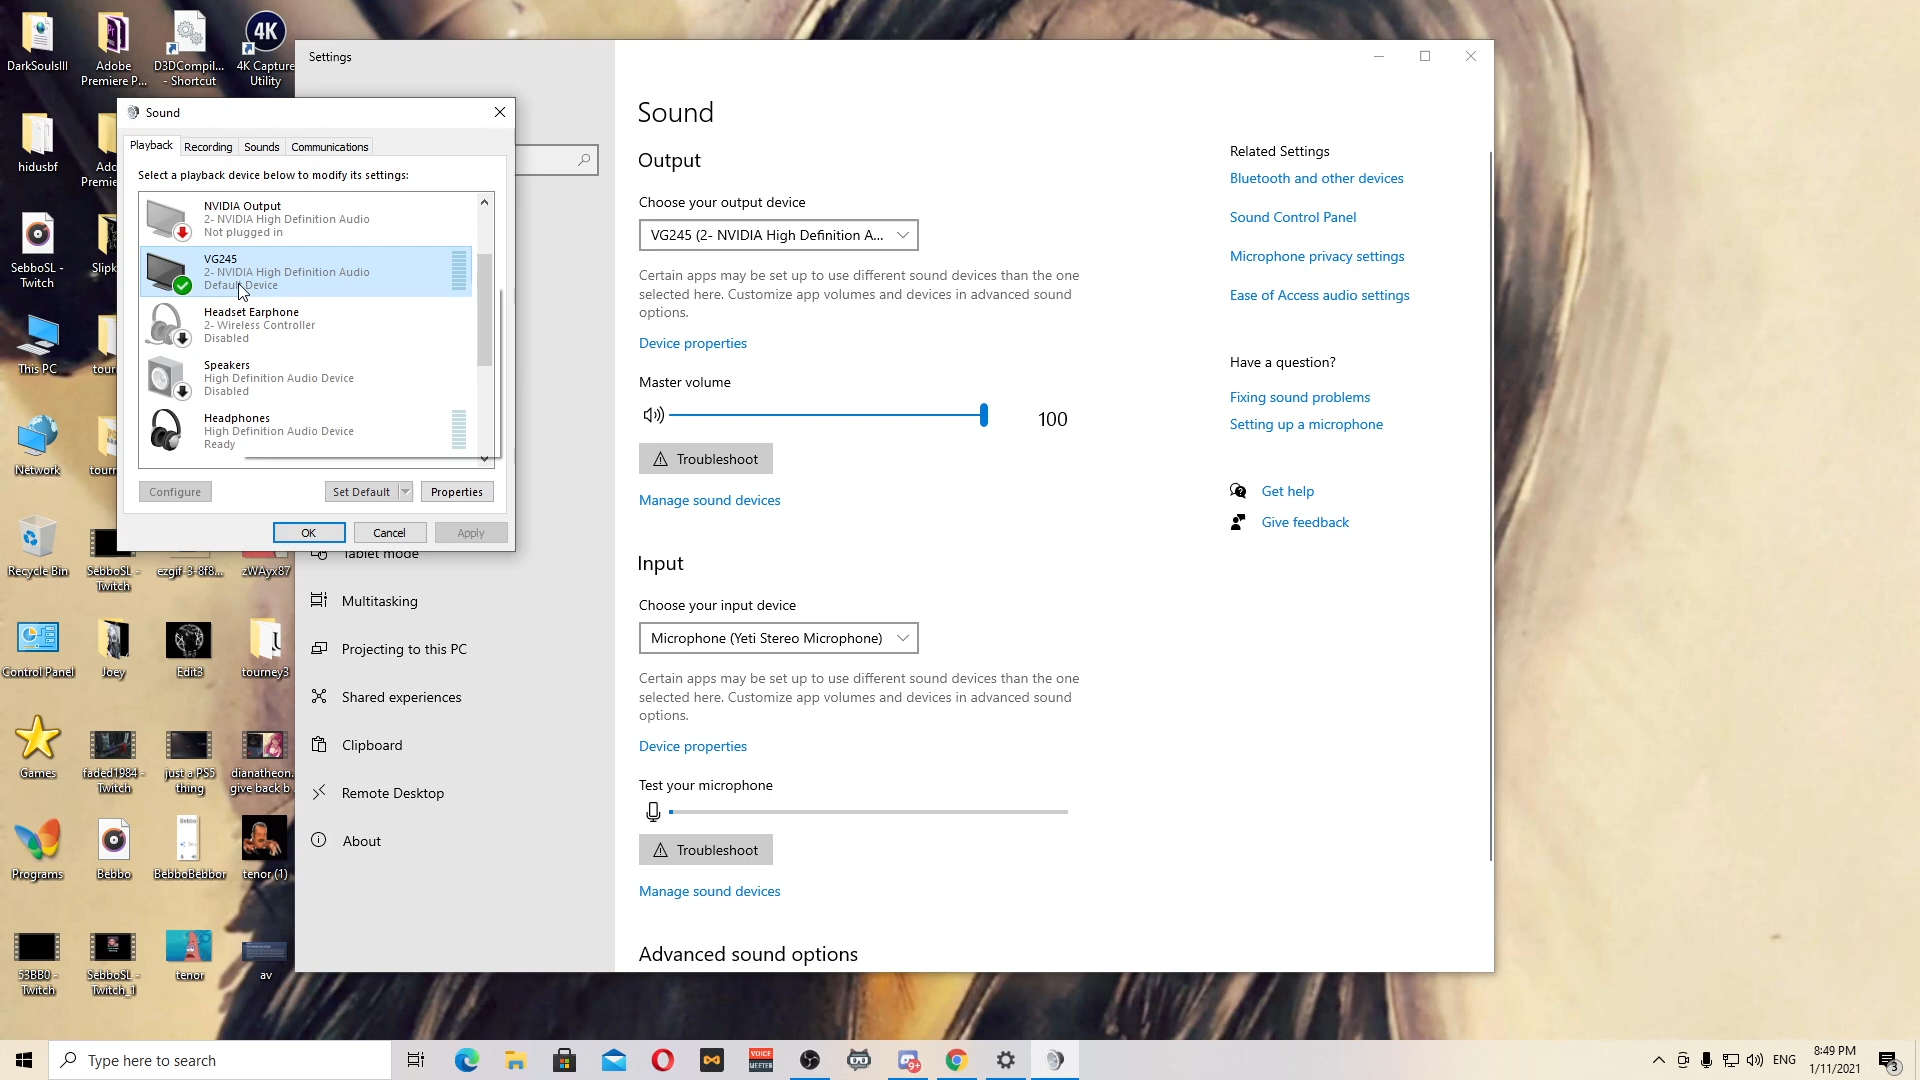 DarkSoulsIII
Adobe
Premiere P...
D3DCompil...
- Shortcut
4K
4K Capture
Utility
hidusbf
Ado
Premie
SebboSL -
Twitch
Slipk
This PC
tour
Network
tourn
Recycle Bin
SebboSL -
Twitch
ezgif-3-8f8...
zWAyx87
Control Panel
Joey
Edit3
tourney3
Games
faded1984 -
Twitch
just a PS5
thing
dianatheon.
give back b
Programs
Bebbo
BebboBebbor
tenor (1)
53BB0 -
Twitch
SebboSL -
Twitch_1
tenor
av
Sound
Playback
Recording
Sounds
Communications
Select a playback device below to modify its settings:
NVIDIA Output
2- NVIDIA High Definition Audio
Not plugged in
VG245
2- NVIDIA High Definition Audio
Default Device
Headset Earphone
2- Wireless Controller
Disabled
Speakers
High Definition Audio Device
Disabled
Headphones
High Definition Audio Device
Ready
Configure
Set Default
Properties
OK
Cancel
Apply
Settings
Tablet mode
Multitasking
Projecting to this PC
Shared experiences
Clipboard
Remote Desktop
About
Sound
Output
Choose your output device
VG245 (2- NVIDIA High Definition A...
Certain apps may be set up to use different sound devices than the one
selected here. Customize app volumes and devices in advanced sound
options.
Device properties
Master volume
100
Troubleshoot
Manage sound devices
Input
Choose your input device
Microphone (Yeti Stereo Microphone)
Certain apps may be set up to use different sound devices than the one
selected here. Customize app volumes and devices in advanced sound
options.
Device properties
Test your microphone
Troubleshoot
Manage sound devices
Advanced sound options
Related Settings
Bluetooth and other devices
Sound Control Panel
Microphone privacy settings
Ease of Access audio settings
Have a question?
Fixing sound problems
Setting up a microphone
Get help
Give feedback
Type here to search
VOICE
MEETER
9+
ENG
8:49 PM
1/11/2021
3